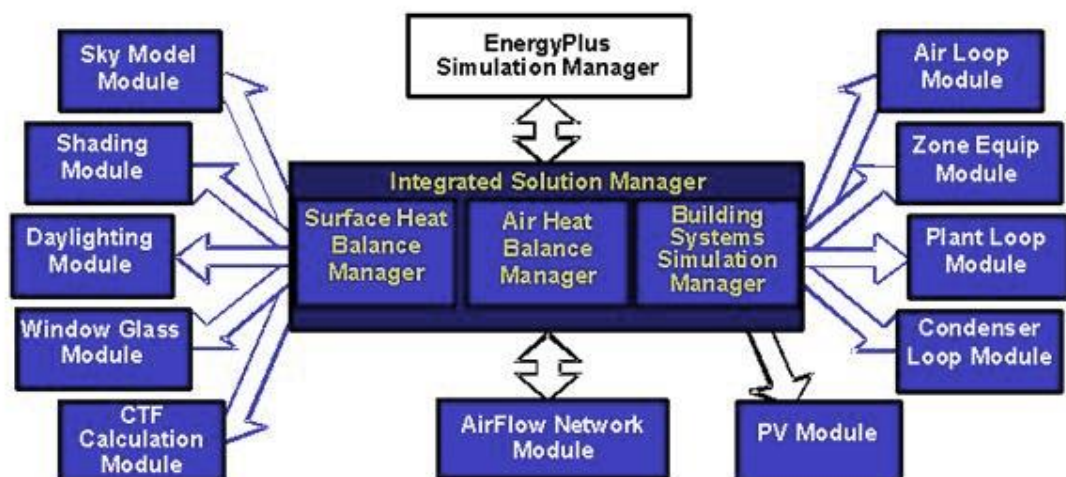 Sky Model
Module
Shading
Module
Daylighting
Module
Window Glass
Module
CTF
Calculation
Module
EnergyPlus
Simulation Manager
Integrated Solution Manager
Surface Heat
Balance
Manager
Air Heat
Balance
Manager
Building
Systems
Simulation
Manager
AirFlow Network
Module
PV Module
Air Loop
Module
Zone Equip
Module
Plant Loop
Module
Condenser
Loop Module